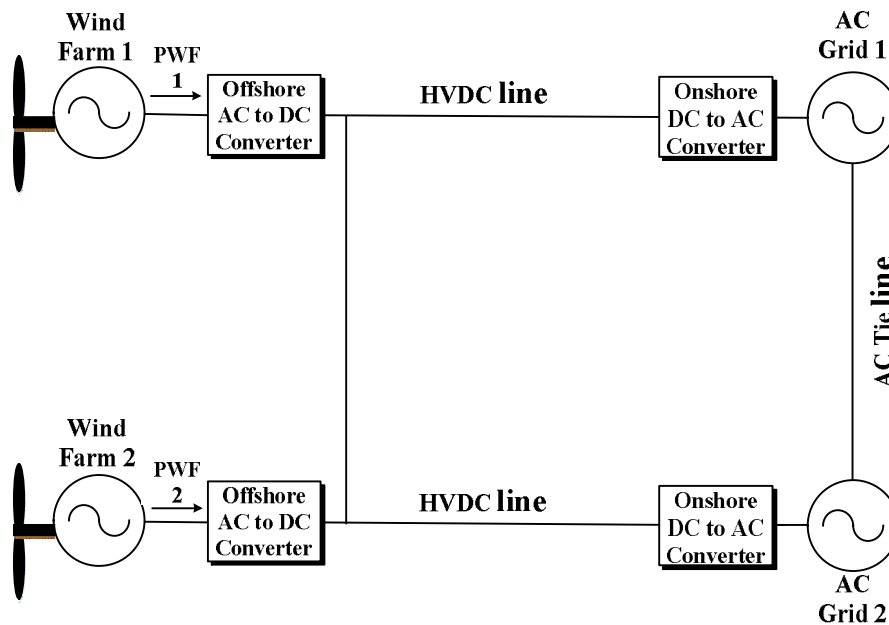 Wind
Farm 1
PWF
1
Offshore
AC to DC
Converter
HVDC line
Onshore
DC to AC
Converter
AC
Grid 1
AC Tie line
Wind
Farm 2
PWF
2
Offshore
AC to DC
Converter
HVDC line
Onshore
DC to AC
Converter
AC
Grid 2